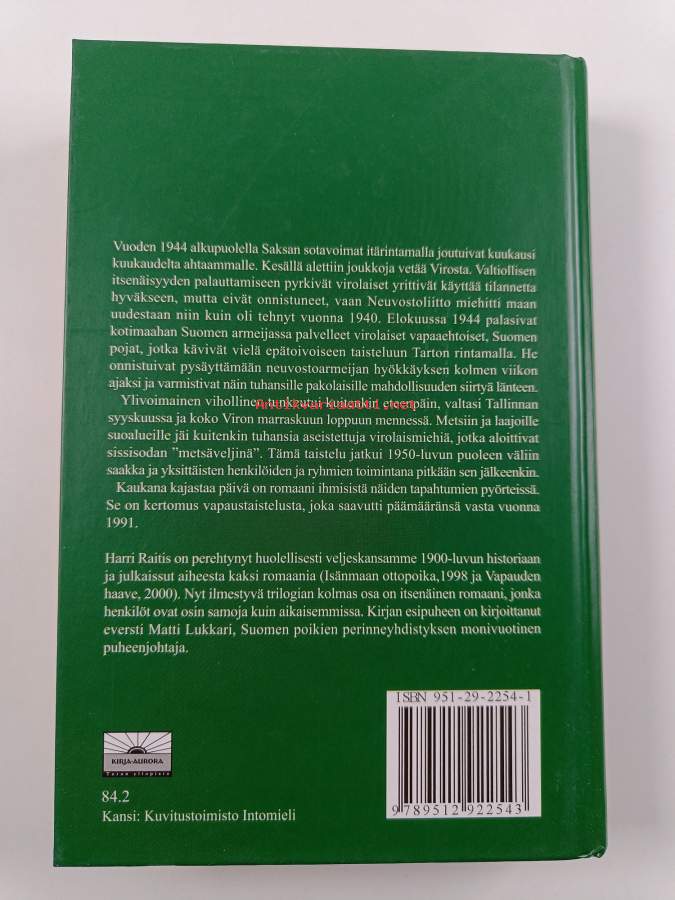 Vuoden 1944 alkupuolella Saksan sotavoimat itärintamalla joutuivat kuukausi
kuukaudelta ahtaammalle. Kesällä alettiin joukkoja vetää Virosta. Valtiollisen
itsenäisyyden palauttamiseen pyrkivät virolaiset yrittivät käyttää tilannetta
hyväkseen, mutta eivät onnistuneet, vaan Neuvostoliitto miehitti maan
uudestaan niin kuin oli tehnyt vuonna 1940. Elokuussa 1944 palasivat
kotimaahan Suomen armeijassa palvelleet virolaiset vapaaehtoiset, Suomen
pojat, jotka kävivät vielä epätoivoiseen taisteluun Tarton rintamalla. He
onnistuivat pysäyttämään neuvostoarmeijan hyökkäyksen kolmen viikon
ajaksi ja varmistivat näin tuhansille pakolaisille mahdollisuuden siirtyä länteen.
Ylivoimainen vihollinen tunkeutui kuitenkin eteenpäin, valtasi Tallinnan
Antikvariaatti.net
syyskuussa ja koko Viron marraskuun loppuun mennessä. Metsiin ja laajoille
suoalueille jäi kuitenkin tuhansia aseistettuja virolaismiehiä, jotka aloittivat
sissisodan "metsäveljinä". Tämä taistelu jatkui 1950-luvun puoleen väliin
saakka ja yksittäisten henkilöiden ja ryhmien toimintana pitkään sen jälkeenkin.
Kaukana kajastaa päivä on romaani ihmisistä näiden tapahtumien pyörteissä.
Se on kertomus vapaustaistelusta, joka saavutti päämääränsä vasta vuonna
1991.
Harri Raitis on perehtynyt huolellisesti veljeskansamme 1900-luvun historiaan
ja julkaissut aiheesta kaksi romaania (Isänmaan ottopoika,1998 ja Vapauden
haave, 2000). Nyt ilmestyvä trilogian kolmas osa on itsenäinen romaani, jonka
henkilöt ovat osin samoja kuin aikaisemmissa. Kirjan esipuheen on kirjoittanut
eversti Matti Lukkari, Suomen poikien perinneyhdistyksen monivuotinen
puheenjohtaja.
ISBN 951-29-2254-1
KIRJA-AURORA
Turun yliopisto
9 789512 922543
84.2
Kansi: Kuvitustoimisto Intomieli